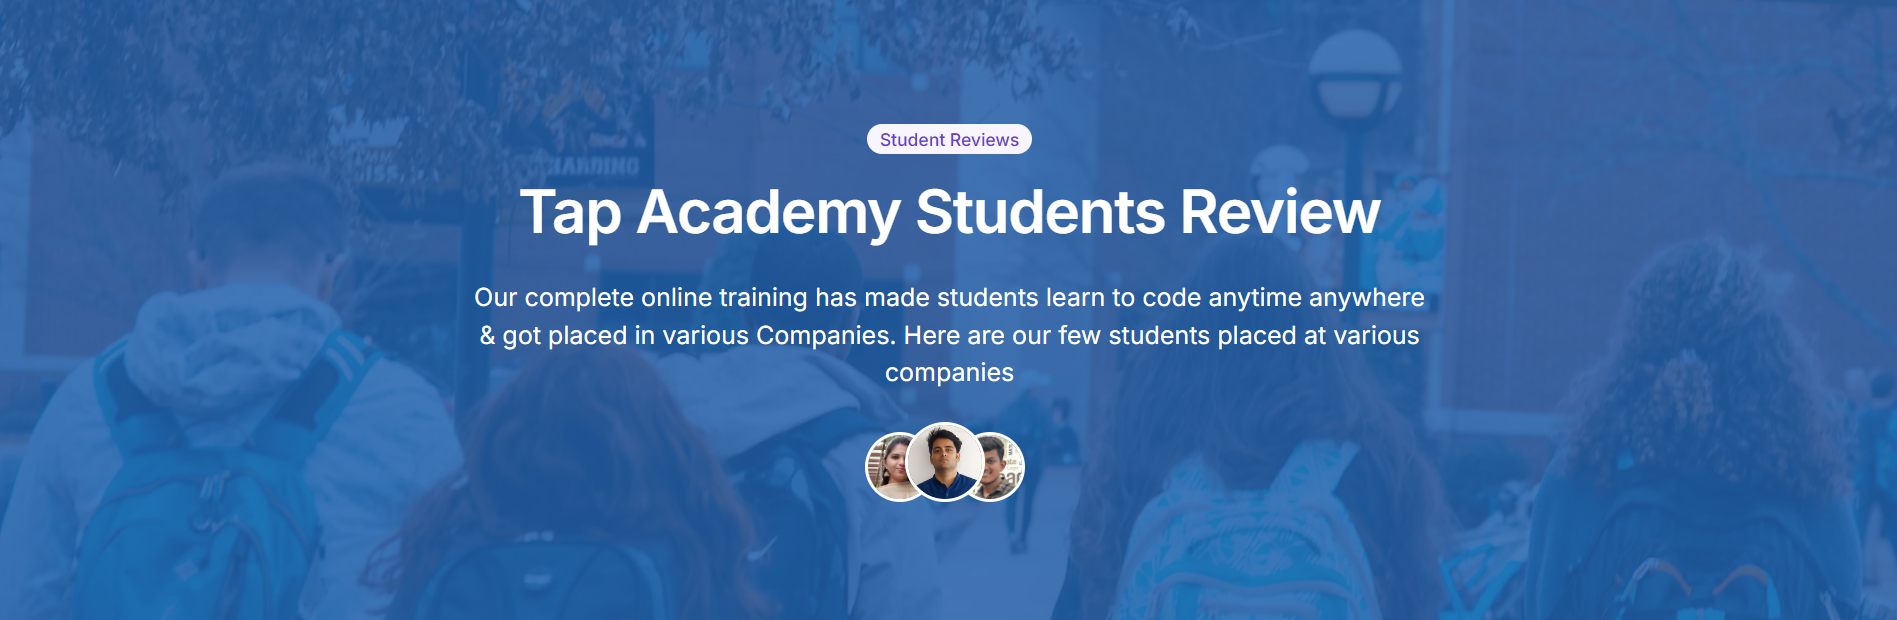 Student Reviews
Tap Academy Students Review
Our complete online training has made students learn to code anytime anywhere
& got placed in various Companies. Here are our few students placed at various
companies
HARDING